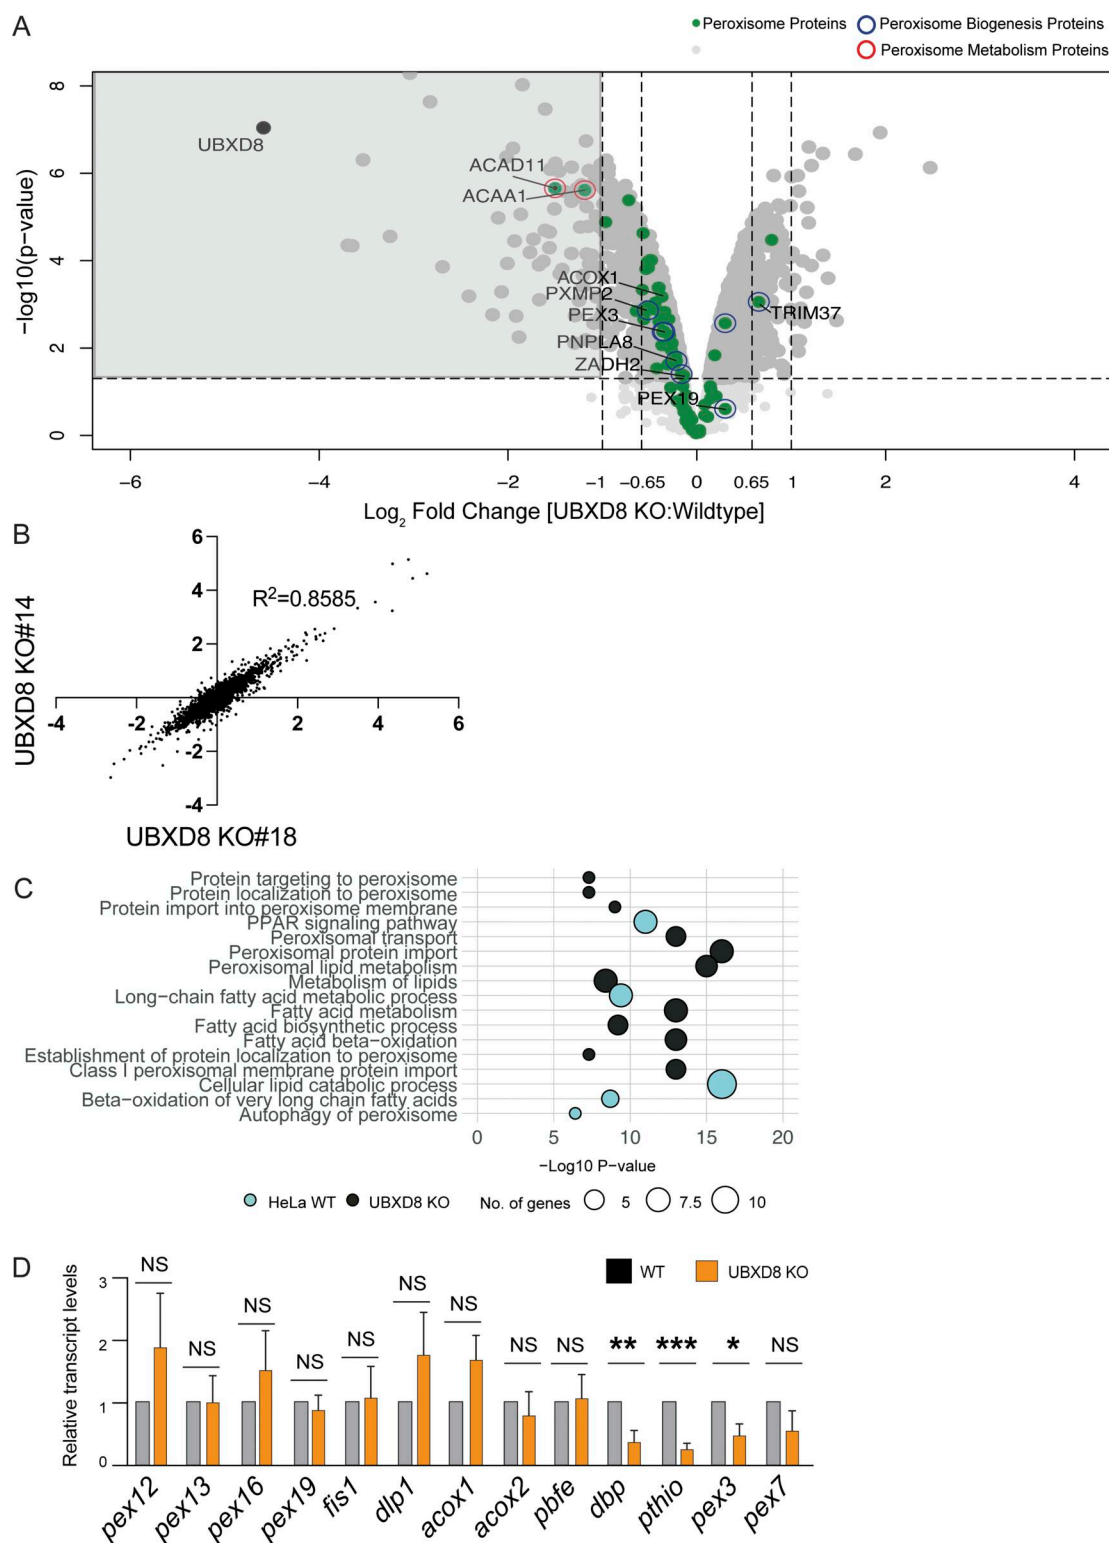 A
Peroxisome Proteins
Peroxisome Biogenesis Proteins
Peroxisome Metabolism Proteins
−log10(p−value)
8
6
4
2
0
UBXD8
ACAD11
ACAA1
ACOX1
PXMP2
PEX3
PNPLA8
ZADH2
PEX19
TRIM37
−6 −4 −2 −1 −0.65 0 0.65 1 2 4
Log2 Fold Change [UBXD8 KO:Wildtype]
B
UBXD8 KO#14
6
4
2
-2
-4
R2=0.8585
-4 -2 2 4 6
UBXD8 KO#18
C
Protein targeting to peroxisome
Protein localization to peroxisome
Protein import into peroxisome membrane
PPAR signaling pathway
Peroxisomal transport
Peroxisomal protein import
Peroxisomal lipid metabolism
Metabolism of lipids
Long−chain fatty acid metabolic process
Fatty acid metabolism
Fatty acid biosynthetic process
Fatty acid beta−oxidation
Establishment of protein localization to peroxisome
Class I peroxisomal membrane protein import
Cellular lipid catabolic process
Beta−oxidation of very long chain fatty acids
Autophagy of peroxisome
0 5 10 15 20
−Log10 P−value
HeLa WT UBXD8 KO No. of genes 5 7.5 10
D
Relative transcript levels
3
2
1
0
WT UBXD8 KO
NS NS NS NS NS NS NS NS NS ** *** * NS
pex12 pex13 pex16 pex19 fis1 dlp1 acox1 acox2 pbfe dbp pthio pex3 pex7